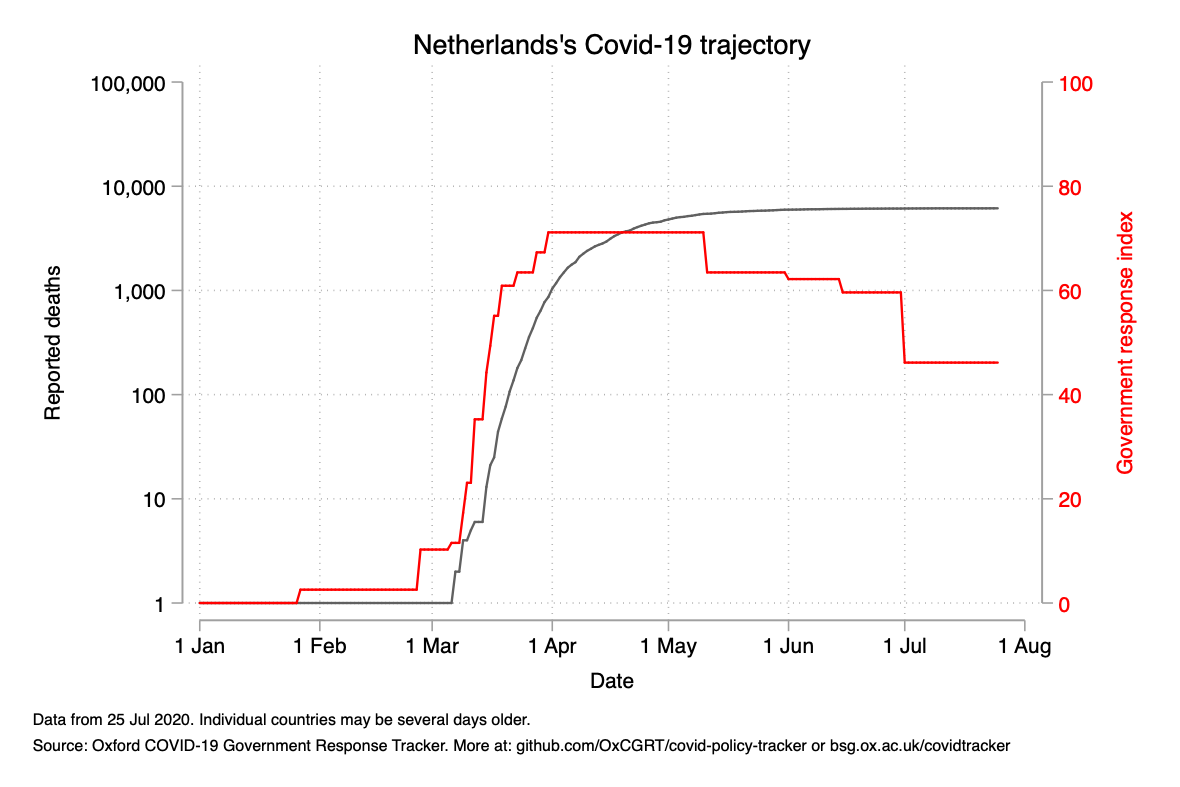 Netherlands's Covid-19 trajectory
100,000
10,000
1,000
100
10
1
Reported deaths
100
80
60
40
20
0
Government response index
1 Jan
1 Feb
1 Mar
1 Apr
1 May
1 Jun
1 Jul
1 Aug
Date
Data from 25 Jul 2020. Individual countries may be several days older.
Source: Oxford COVID-19 Government Response Tracker. More at: github.com/OxCGRT/covid-policy-tracker or bsg.ox.ac.uk/covidtracker